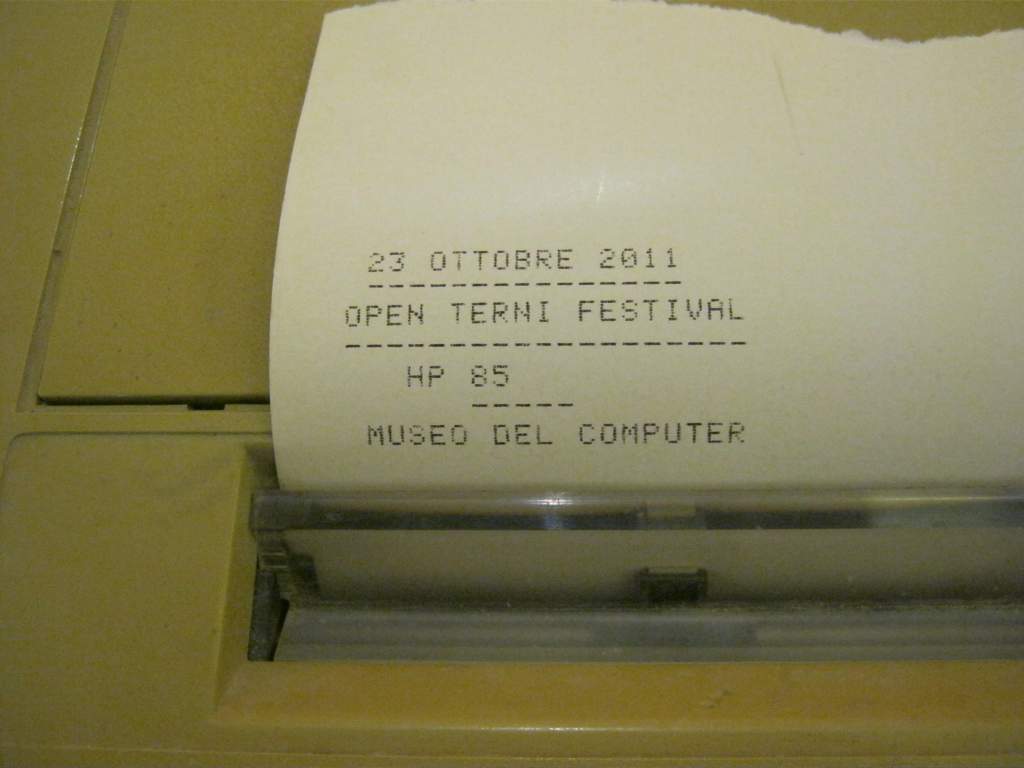 23 OTTOBRE 2011
---------------
OPEN TERNI FESTIVAL
-------------------
HP 85
-----
MUSEO DEL COMPUTER